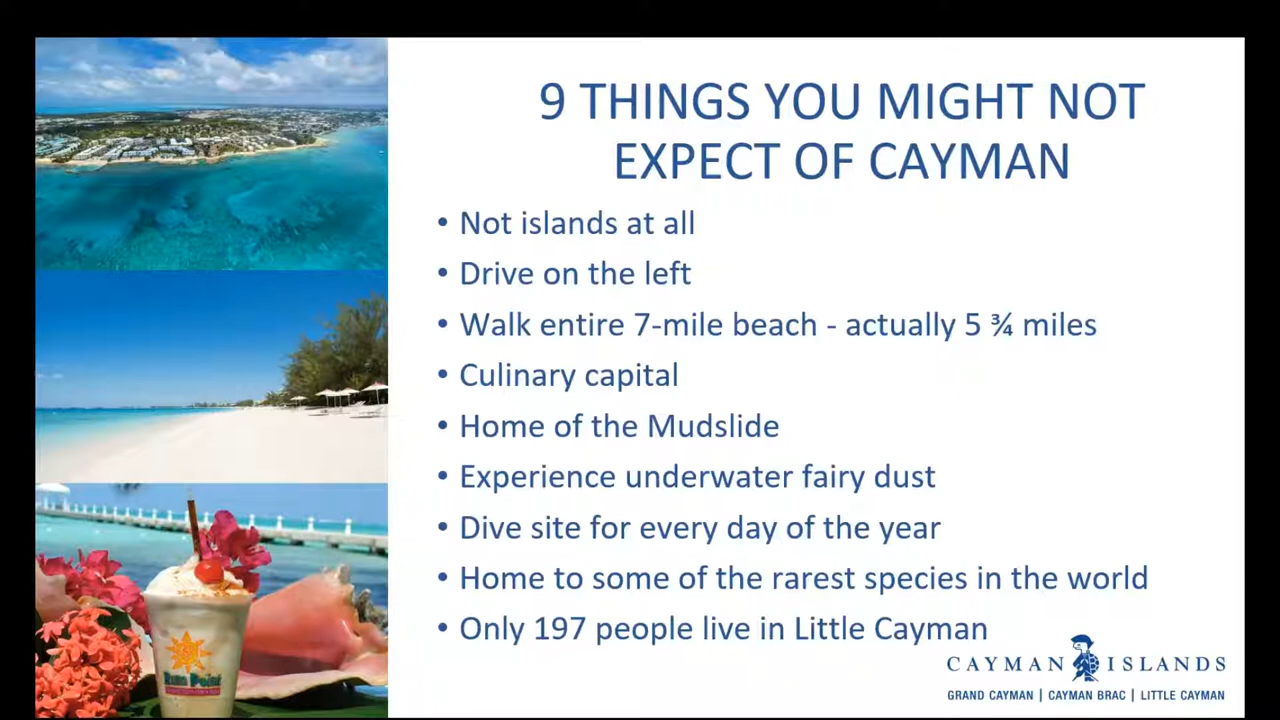 9 THINGS YOU MIGHT NOT
EXPECT OF CAYMAN
• Not islands at all
• Drive on the left
• Walk entire 7-mile beach - actually 5 ¾ miles
• Culinary capital
• Home of the Mudslide
• Experience underwater fairy dust
• Dive site for every day of the year
• Home to some of the rarest species in the world
• Only 197 people live in Little Cayman
Rum Point
CAYMAN ISLANDS
GRAND CAYMAN | CAYMAN BRAC | LITTLE CAYMAN